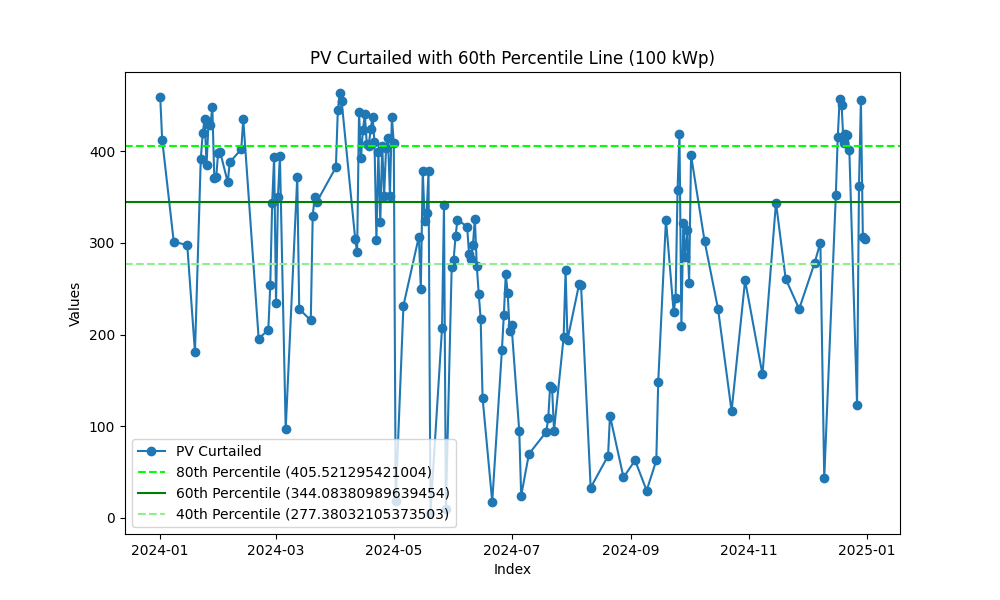 PV Curtailed with 60th Percentile Line (100 kWp)
Values
400
300
200
100
0
PV Curtailed
80th Percentile (405.521295421004)
60th Percentile (344.08380989639454)
40th Percentile (277.38032105373503)
2024-01
2024-03
2024-05
2024-07
2024-09
2024-11
2025-01
Index